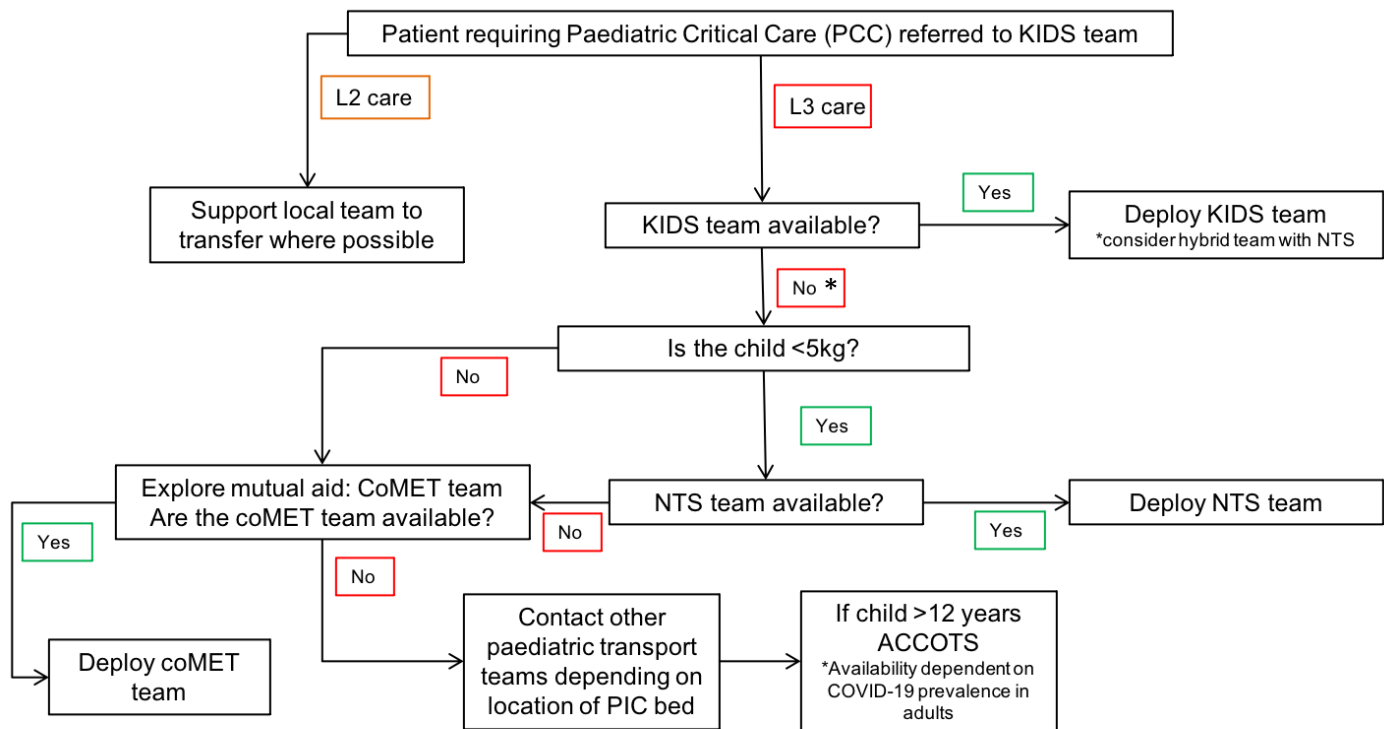 Patient requiring Paediatric Critical Care (PCC) referred to KIDS team
L2 care
L3 care
Support local team to
transfer where possible
KIDS team available?
Yes
Deploy KIDS team
*consider hybrid team with NTS
No *
Is the child <5kg?
No
Yes
Explore mutual aid: CoMET team
Are the coMET team available?
NTS team available?
Deploy NTS team
Yes
No
Yes
No
Contact other
paediatric transport
teams depending on
location of PIC bed
If child >12 years
ACCOTS
*Availability dependent on
COVID-19 prevalence in
adults
Deploy coMET
team